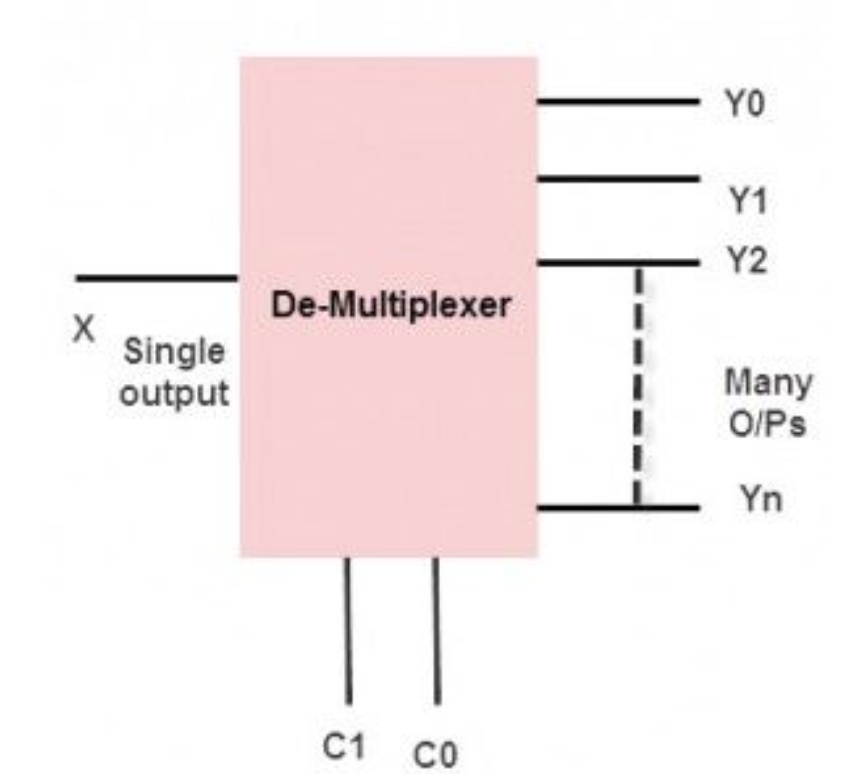 Y0
Y1
Y2
De-Multiplexer
X
Single
output
Many
O/Ps
Yn
C1
C0